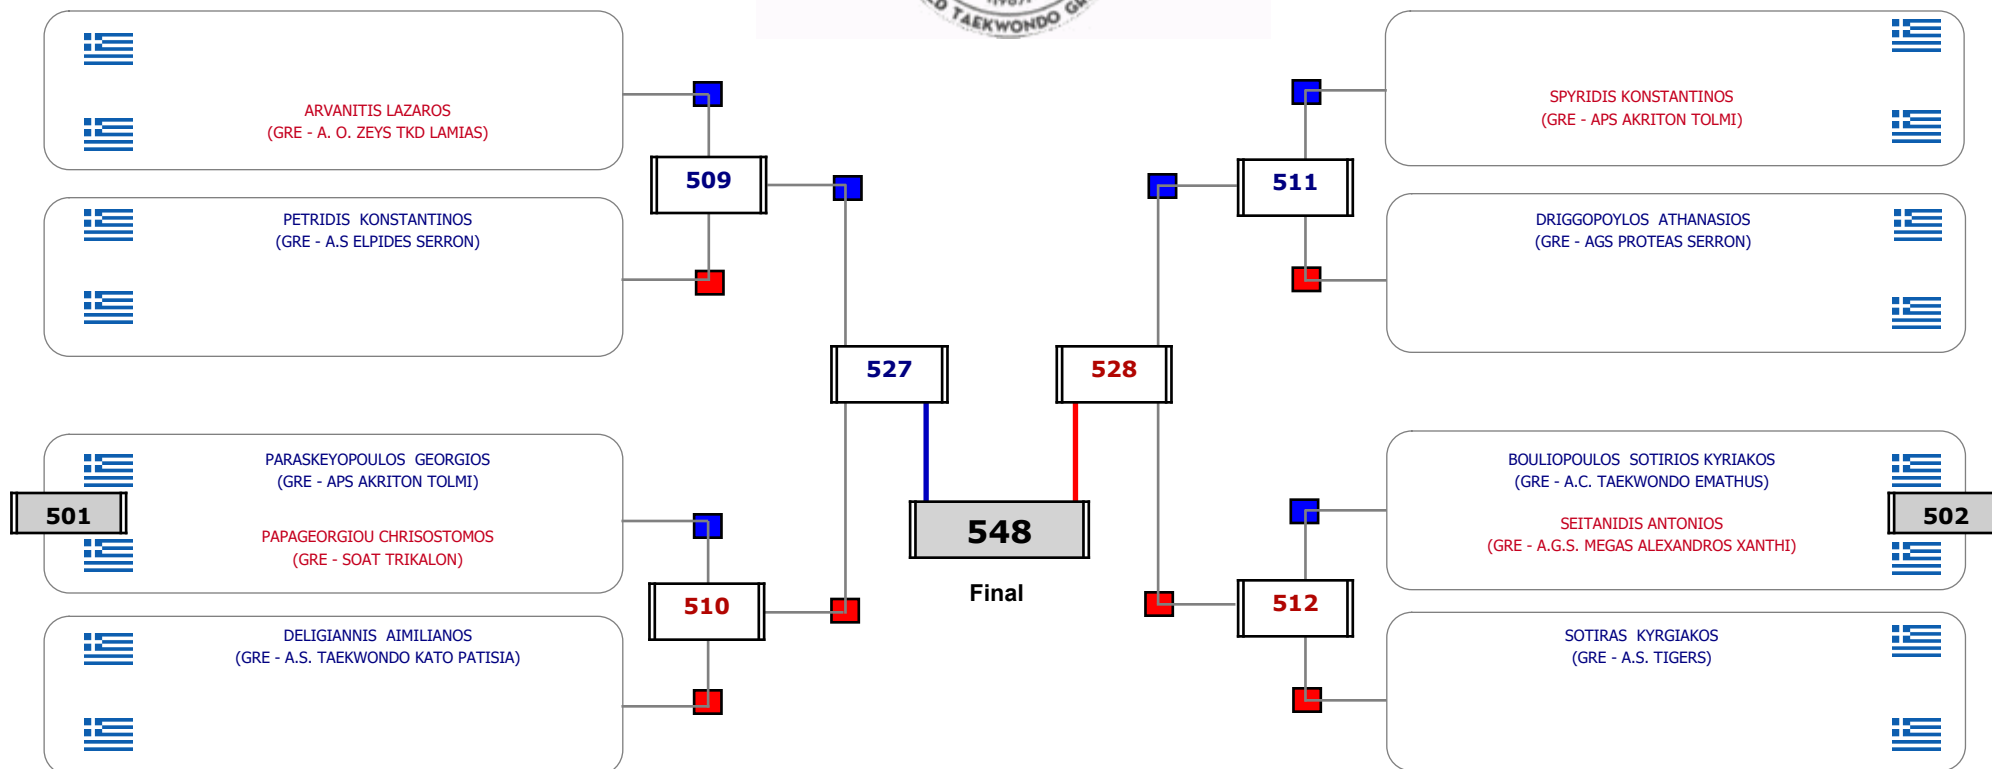 TAEKWONDO
ARVANITIS LAZAROS
(GRE - A. O. ZEYS TKD LAMIAS)
PETRIDIS KONSTANTINOS
(GRE - A.S ELPIDES SERRON)
509
527
PARASKEYOPOULOS GEORGIOS
(GRE - APS AKRITON TOLMI)
501
PAPAGEORGIOU CHRISOSTOMOS
(GRE - SOAT TRIKALON)
510
DELIGIANNIS AIMILIANOS
(GRE - A.S. TAEKWONDO KATO PATISIA)
548
Final
SPYRIDIS KONSTANTINOS
(GRE - APS AKRITON TOLMI)
511
DRIGGOPOYLOS ATHANASIOS
(GRE - AGS PROTEAS SERRON)
528
BOULIOPOULOS SOTIRIOS KYRIAKOS
(GRE - A.C. TAEKWONDO EMATHUS)
502
SEITANIDIS ANTONIOS
(GRE - A.G.S. MEGAS ALEXANDROS XANTHI)
512
SOTIRAS KYRGIAKOS
(GRE - A.S. TIGERS)